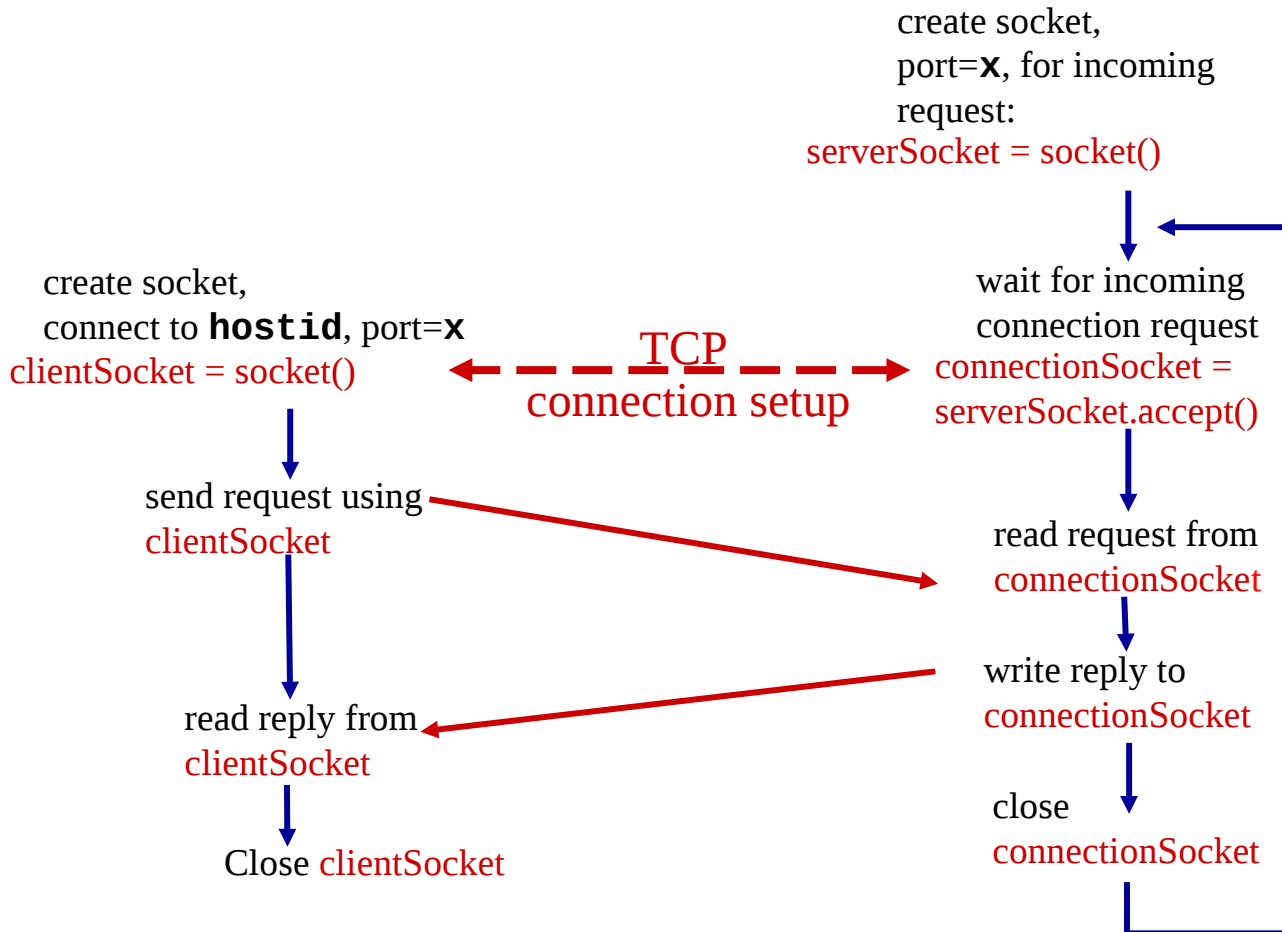 create socket,
port=x, for incoming
request:
serverSocket = socket()
create socket,
connect to hostid, port=x
clientSocket = socket()
TCP
connection setup
wait for incoming
connection request
connectionSocket =
serverSocket.accept()
send request using
clientSocket
read request from
connectionSocket
write reply to
connectionSocket
read reply from
clientSocket
close
connectionSocket
Close clientSocket